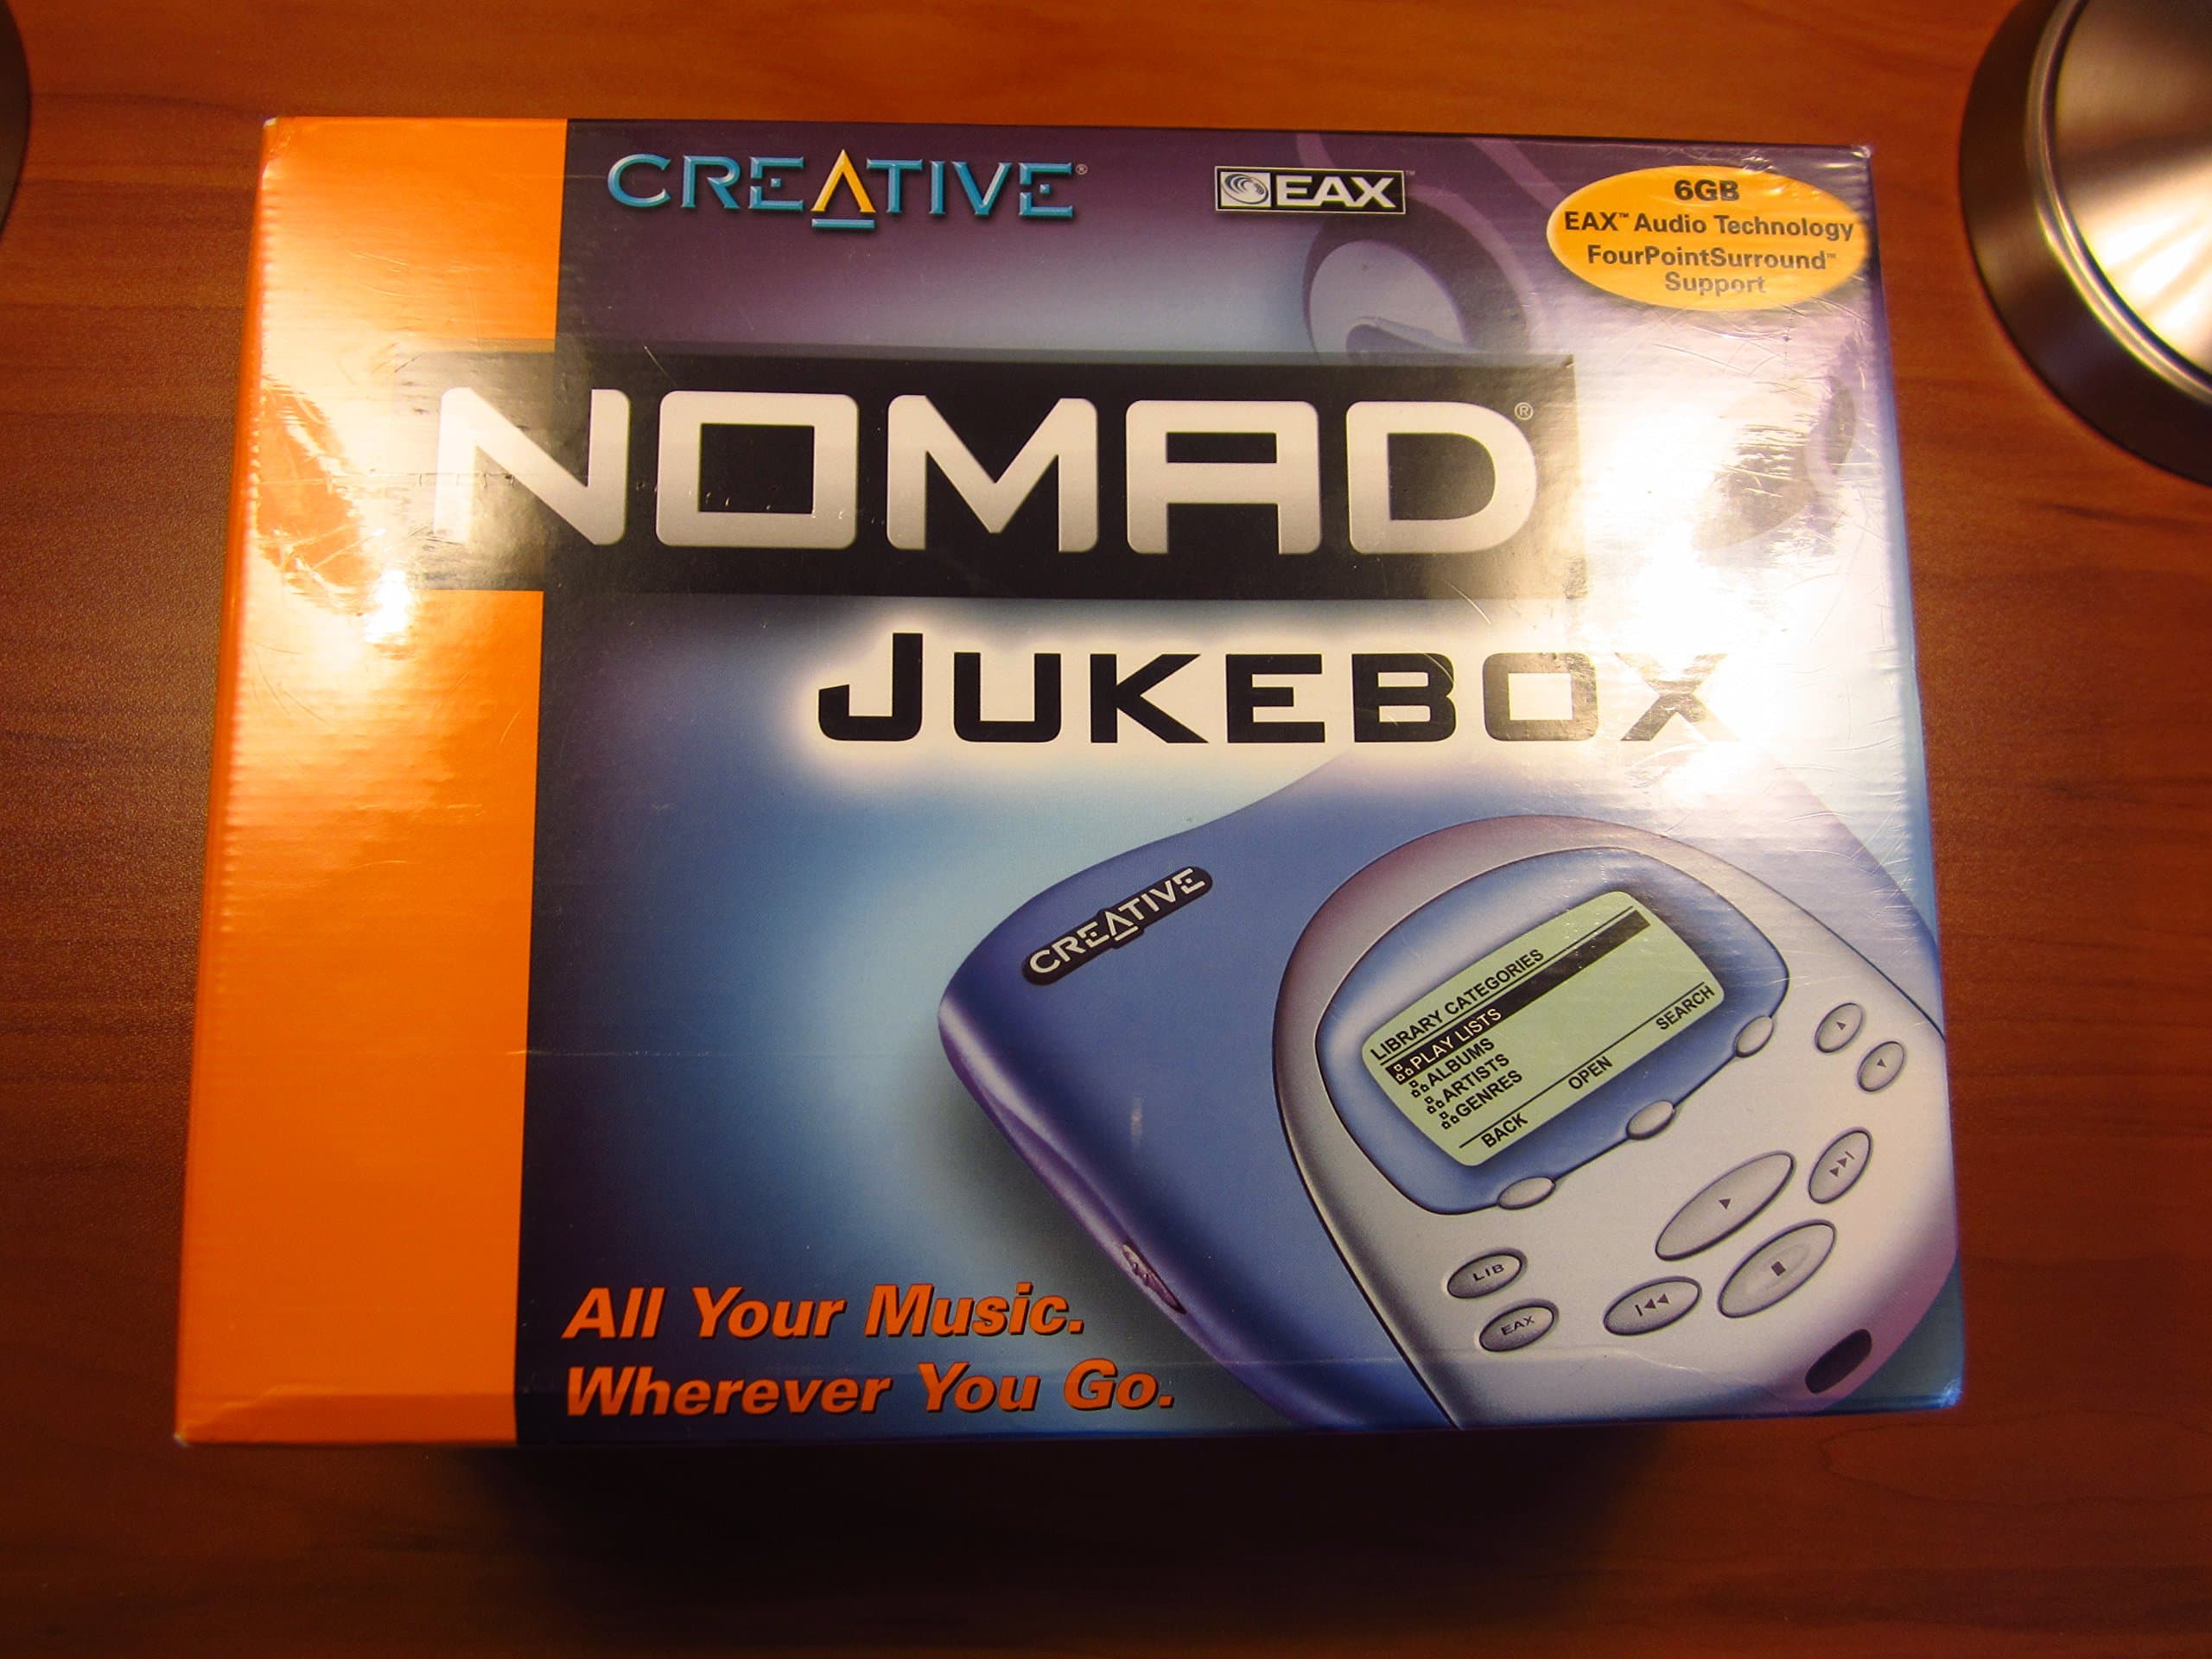 CREATIVE®
EAX™
6GB
EAX™ Audio Technology
FourPointSurround™
Support
NOMAD®
JUKEBOX
CREATIVE
LIBRARY CATEGORIES
PLAY LISTS
ALBUMS
ARTISTS
GENRES
BACK OPEN SEARCH
LIB
EAX
All Your Music.
Wherever You Go.